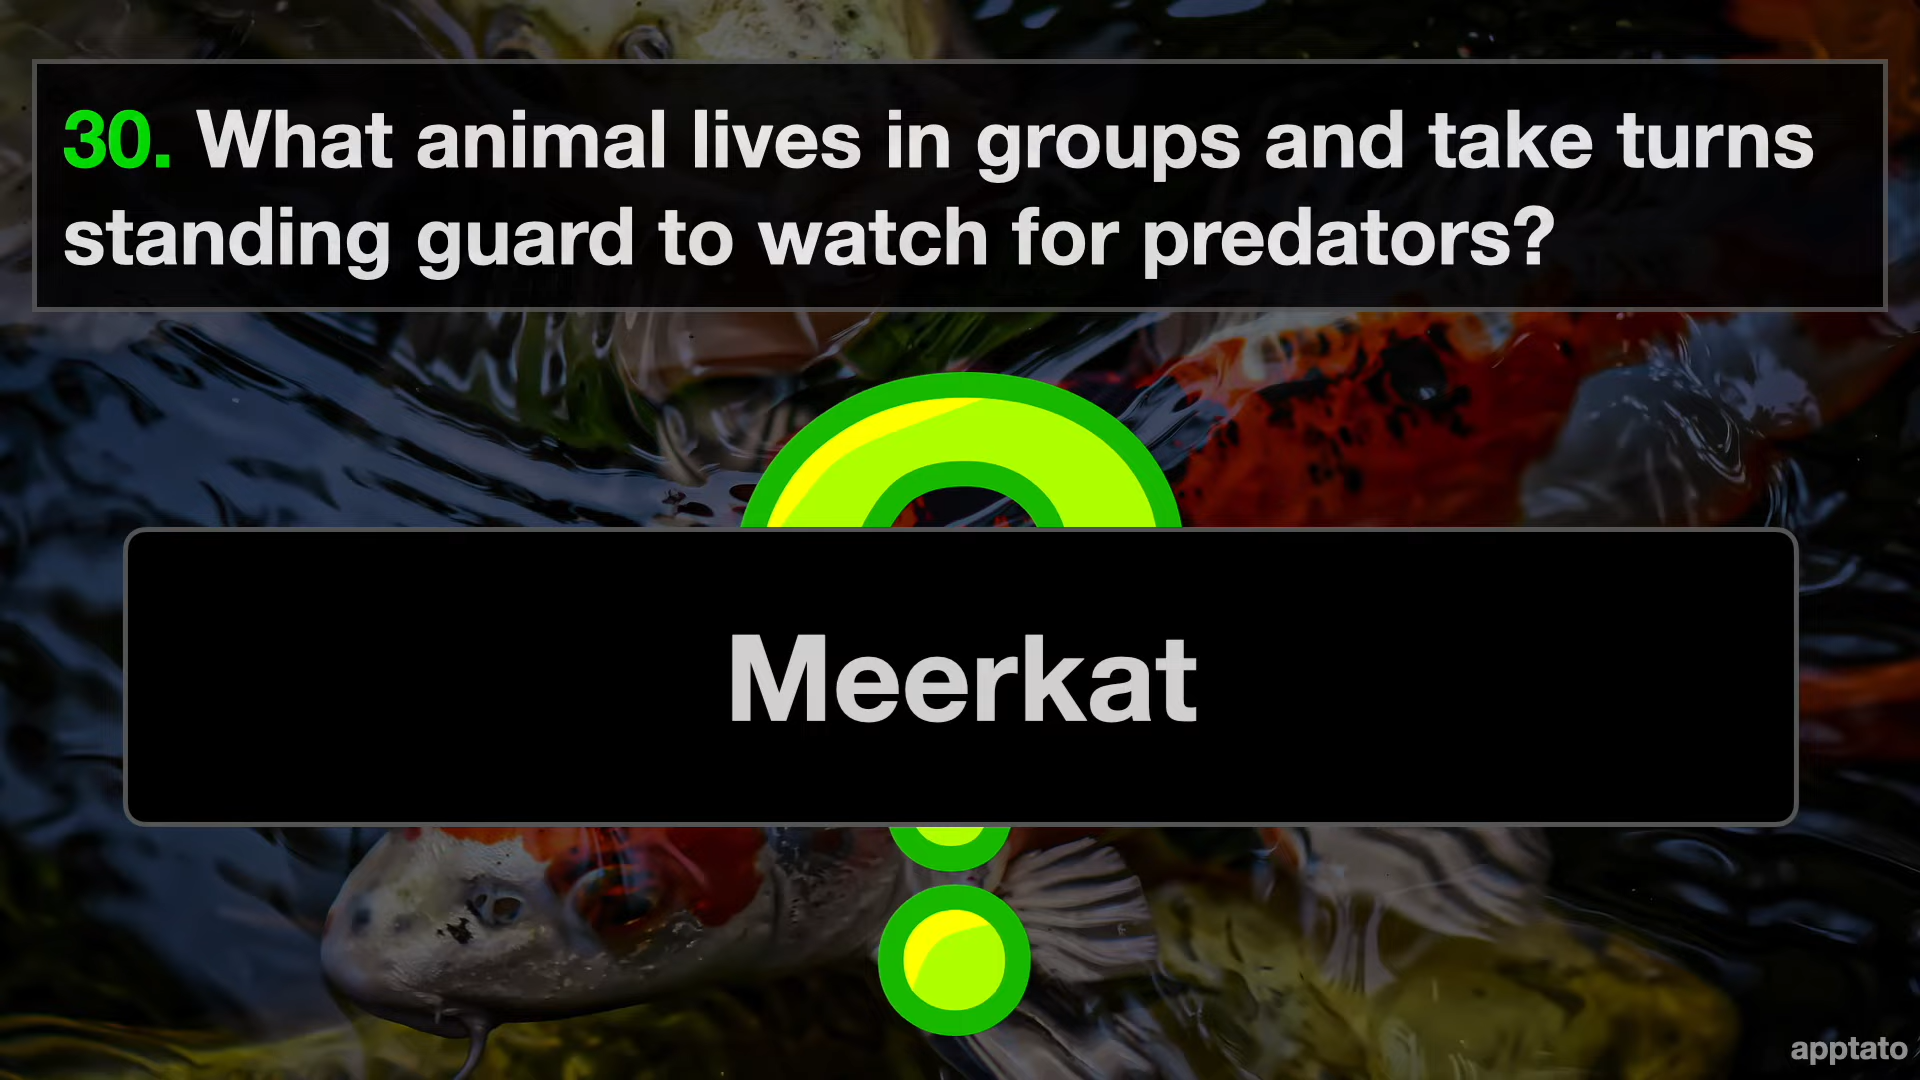 30. What animal lives in groups and take turns
standing guard to watch for predators?
Meerkat
apptato